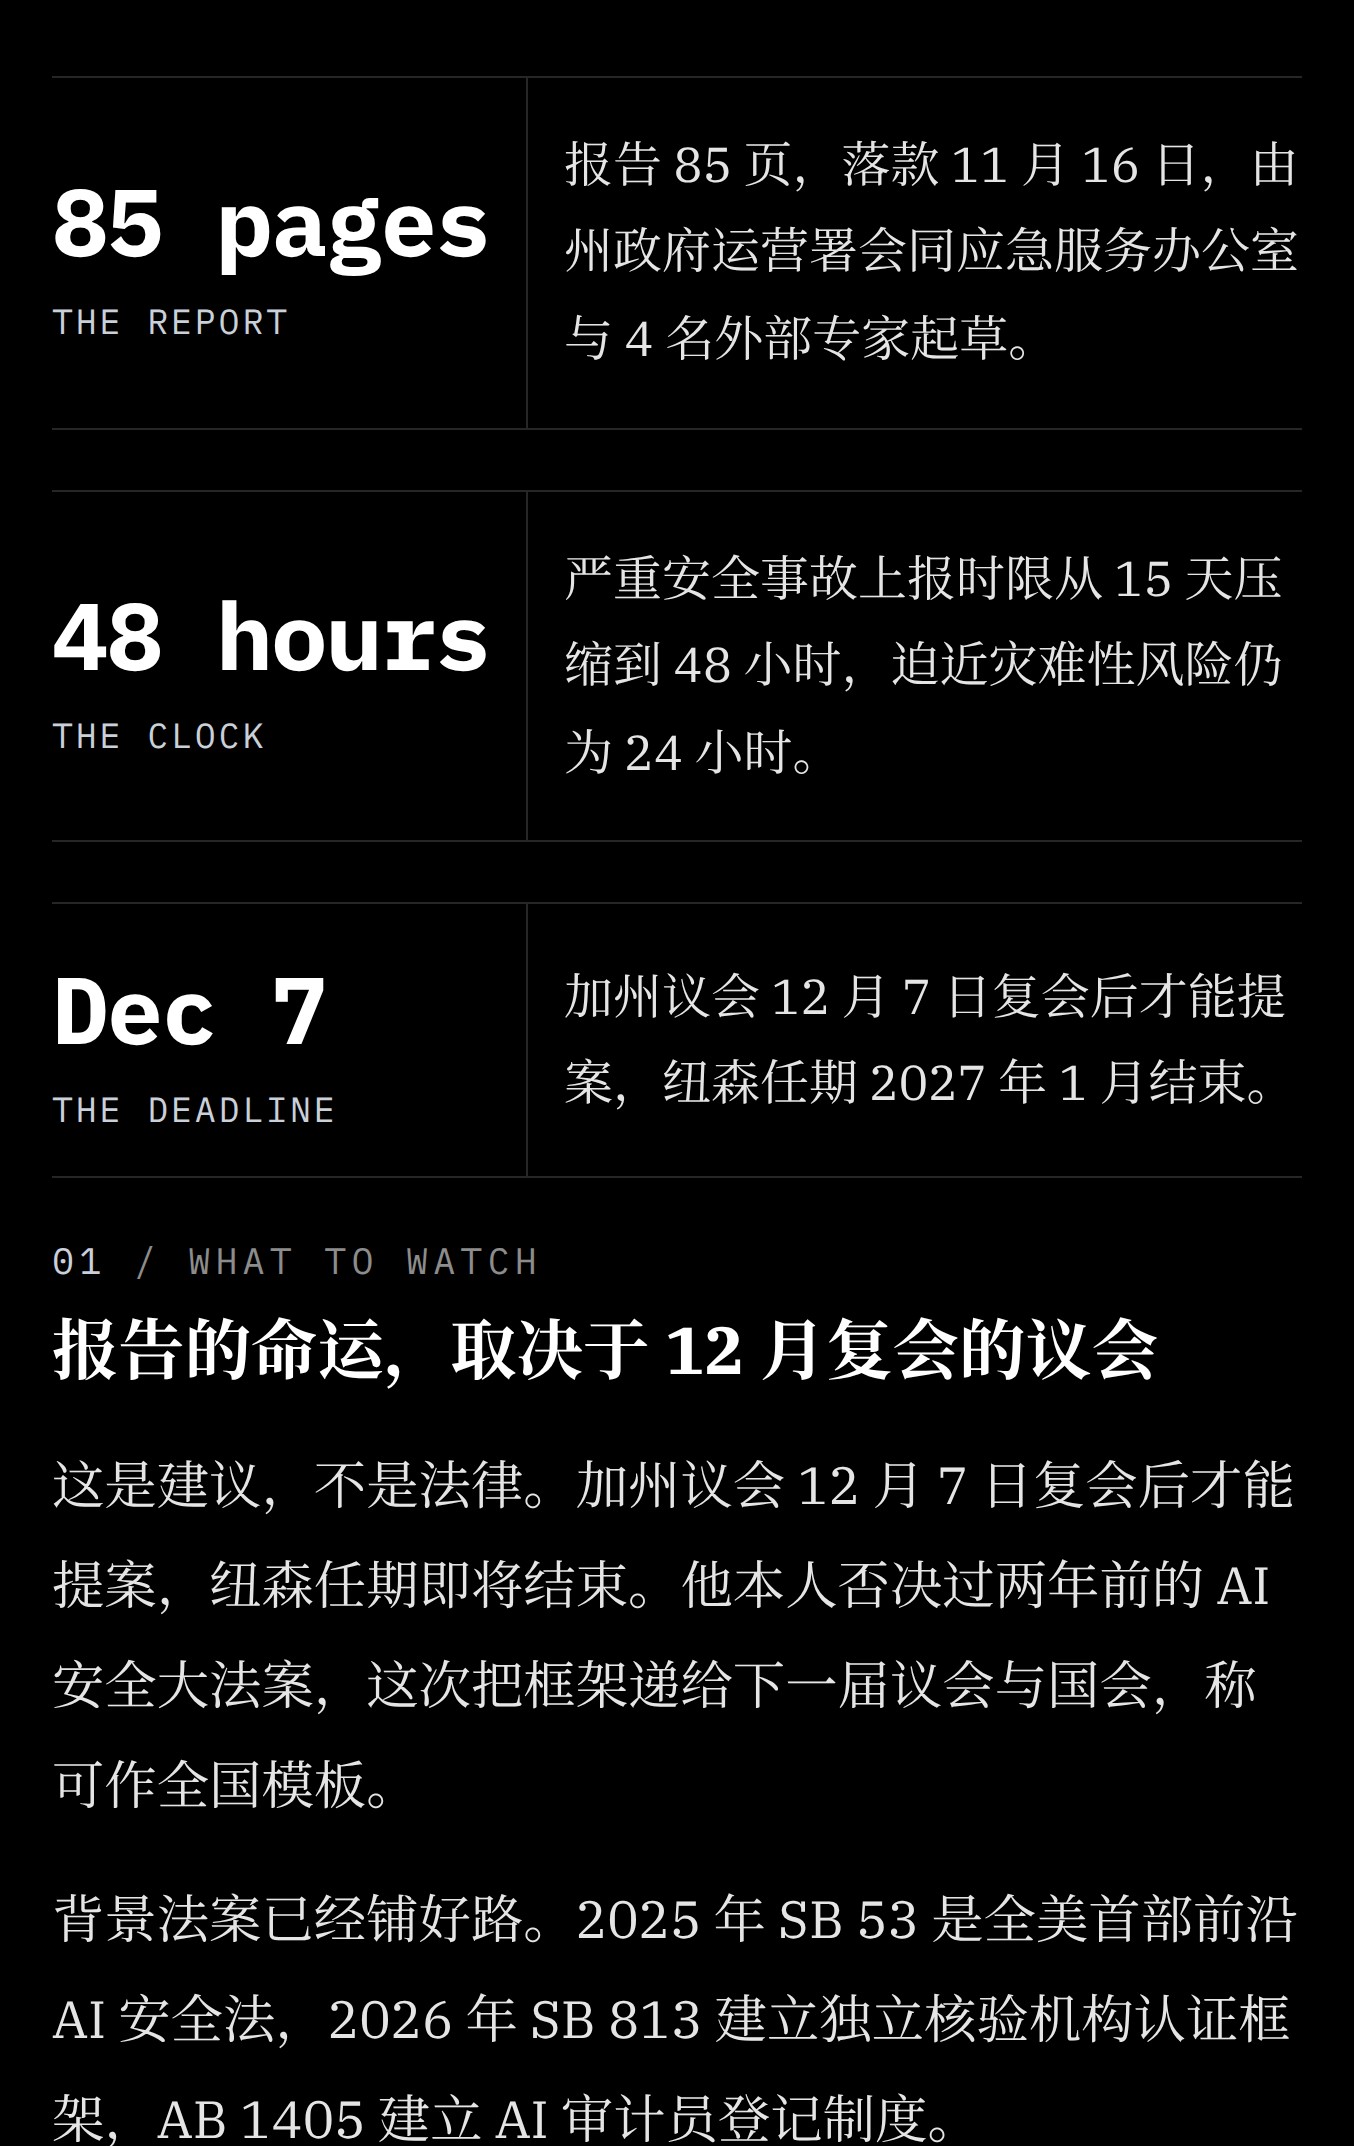 85 pages
THE REPORT
报告 85 页，落款 11 月 16 日，由
州政府运营署会同应急服务办公室
与 4 名外部专家起草。
48 hours
THE CLOCK
严重安全事故上报时限从 15 天压
缩到 48 小时，迫近灾难性风险仍
为 24 小时。
Dec 7
THE DEADLINE
加州议会 12 月 7 日复会后才能提
案，纽森任期 2027 年 1 月结束。
01 / WHAT TO WATCH
报告的命运，取决于 12 月复会的议会
这是建议，不是法律。加州议会 12 月 7 日复会后才能
提案，纽森任期即将结束。他本人否决过两年前的 AI
安全大法案，这次把框架递给下一届议会与国会，称
可作全国模板。
背景法案已经铺好路。2025 年 SB 53 是全美首部前沿
AI 安全法，2026 年 SB 813 建立独立核验机构认证框
架，AB 1405 建立 AI 审计员登记制度。